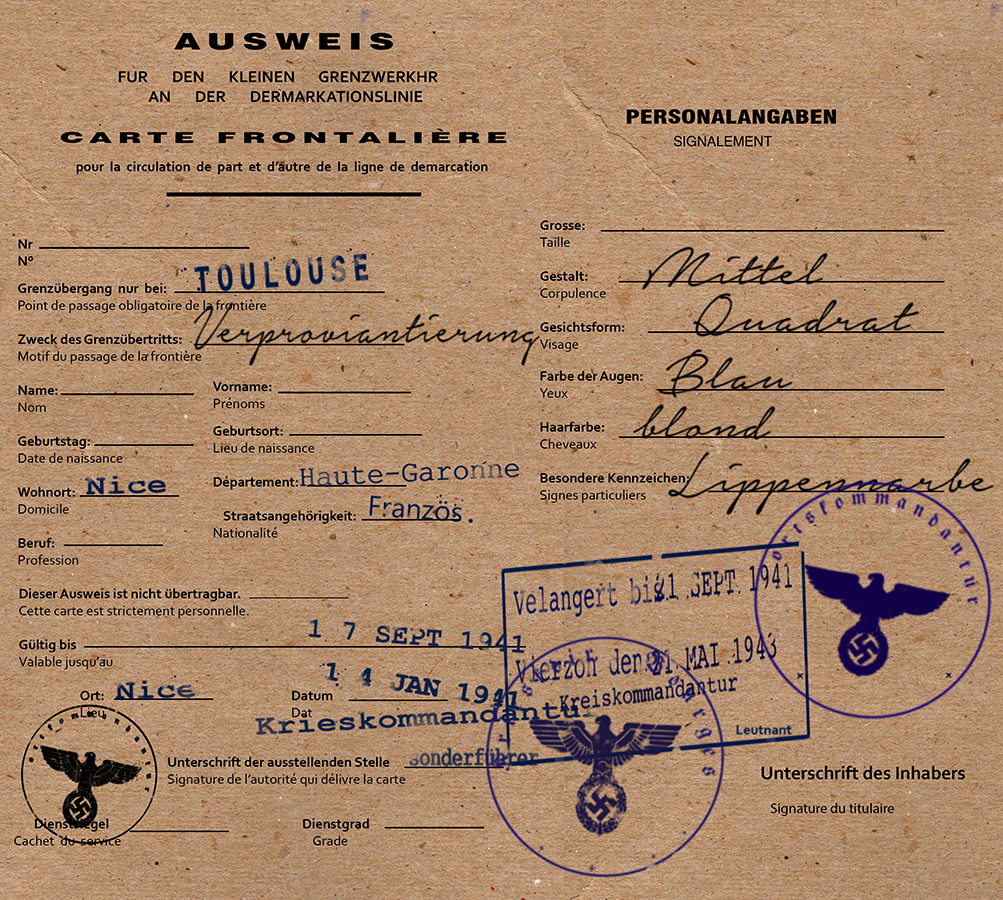 AUSWEIS
FUR DEN KLEINEN GRENZWERKHR
AN DER DERMARKATIONSLINIE
CARTE FRONTALIÈRE
pour la circulation de part et d'autre de la ligne de demarcation
Nr
N°
Grenzübergang nur bei: TOULOUSE
Point de passage obligatoire de la frontière
Zweck des Grenzübertritts: Verproviantierung
Motif du passage de la frontière
Name: Vorname:
Nom Prénoms
Geburtstag: Geburtsort:
Date de naissance Lieu de naissance
Wohnort: Nice Département: Haute-Garonne
Domicile
Straatsangehörigkeit: Französ.
Nationalité
Beruf:
Profession
Dieser Ausweis ist nicht übertragbar.
Cette carte est strictement personnelle.
Gültig bis 1 7 SEPT 1941
Valable jusqu'au
Ort: Nice Datum 1 4 JAN 1941
Lieu Dat
Krieskommandantur
ortskommandantur
Unterschrift der ausstellenden Stelle sonderführer
Signature de l'autorité qui délivre la carte
Dienstsiegel Dienstgrad
Cachet du service Grade
PERSONALANGABEN
SIGNALEMENT
Grosse:
Taille
Gestalt: Mittel
Corpulence
Gesichtsform: Quadrat
Visage
Farbe der Augen: Blau
Yeux
Haarfarbe: blond
Cheveaux
Besondere Kennzeichen: Lippennarbe
Signes particuliers
ortskommandantur
Velangert bis 1 SEPT 1941
Vierzon den 21. MAI 1943
Kreiskommandantur
Leutnant
Unterschrift des Inhabers
Signature du titulaire